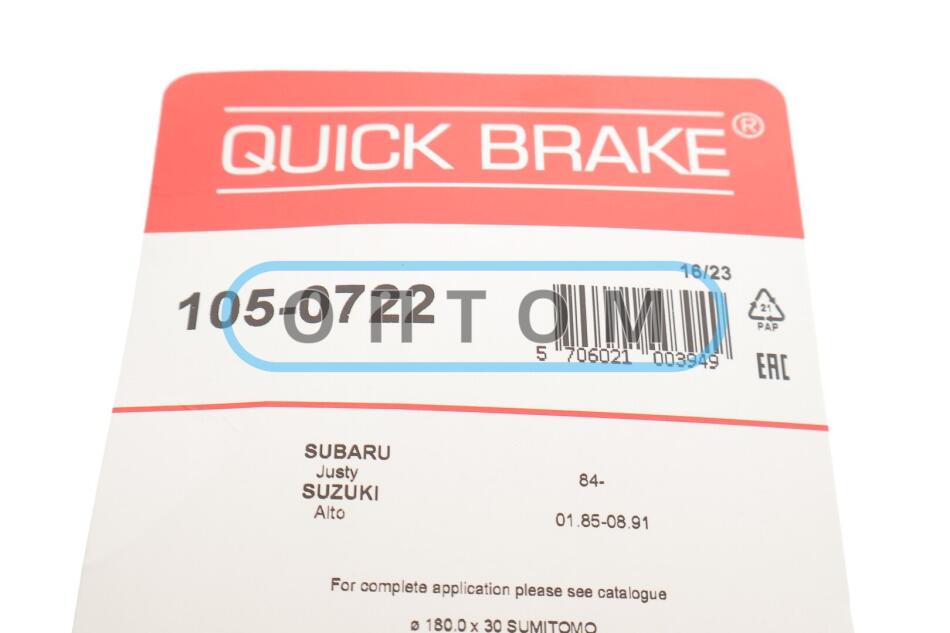 QUICK BRAKE®
16/23
105-0722
ОПТОМ
5 706021 003949
21
PAP
EAC
SUBARU
Justy 84-
SUZUKI
Alto 01.85-08.91
For complete application please see catalogue
ø 180.0 x 30 SUMITOMO